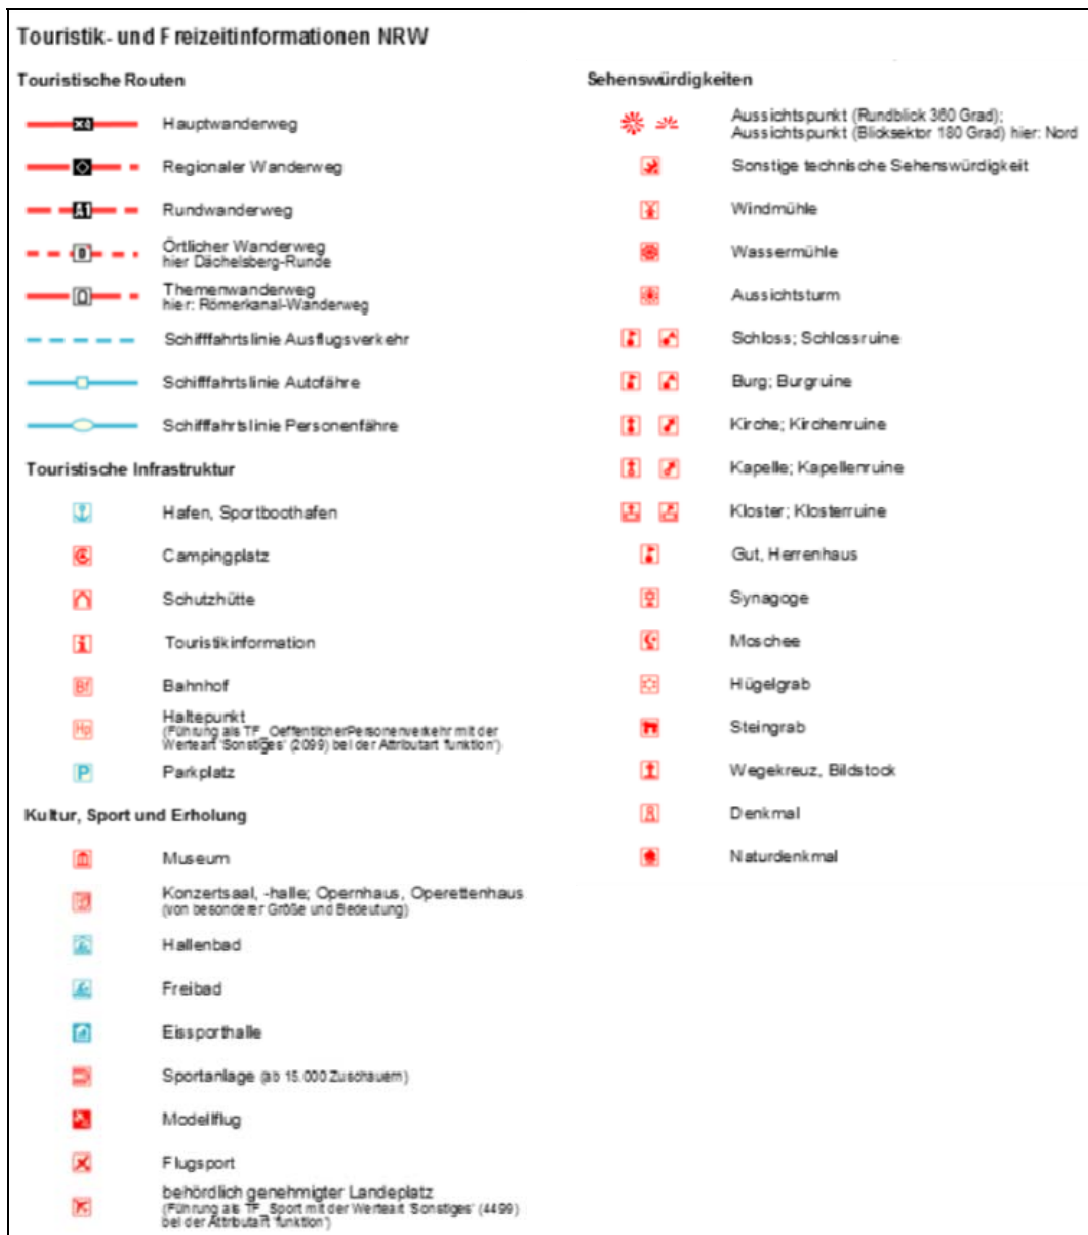 Touristik- und Freizeitinformationen NRW
Touristische Routen
X4
Hauptwanderweg
Regionaler Wanderweg
A1
Rundwanderweg
D
Örtlicher Wanderweg
hier Dächelsberg-Runde
Themenwanderweg
hier: Römerkanal-Wanderweg
Schifffahrtslinie Ausflugsverkehr
Schifffahrtslinie Autofähre
Schifffahrtslinie Personenfähre
Touristische Infrastruktur
Hafen, Sportboothafen
Campingplatz
Schutzhütte
i
Touristikinformation
Bf
Bahnhof
Hp
Haltepunkt
(Führung als TF_OeffentlicherPersonenverkehr mit der
Werteart 'Sonstiges' (2099) bei der Attributart 'funktion')
P
Parkplatz
Kultur, Sport und Erholung
Museum
Konzertsaal, -halle; Opernhaus, Operettenhaus
(von besonderer Größe und Bedeutung)
Hallenbad
Freibad
Eissporthalle
Sportanlage (ab 15.000 Zuschauern)
Modellflug
Flugsport
behördlich genehmigter Landeplatz
(Führung als TF_Sport mit der Werteart 'Sonstiges' (4499)
bei der Attributart 'funktion')
Sehenswürdigkeiten
Aussichtspunkt (Rundblick 360 Grad);
Aussichtspunkt (Blicksektor 180 Grad) hier: Nord
Sonstige technische Sehenswürdigkeit
Windmühle
Wassermühle
Aussichtsturm
Schloss; Schlossruine
Burg; Burgruine
Kirche; Kirchenruine
Kapelle; Kapellenruine
Kloster; Klosterruine
Gut, Herrenhaus
Synagoge
Moschee
Hügelgrab
Steingrab
Wegekreuz, Bildstock
Denkmal
Naturdenkmal